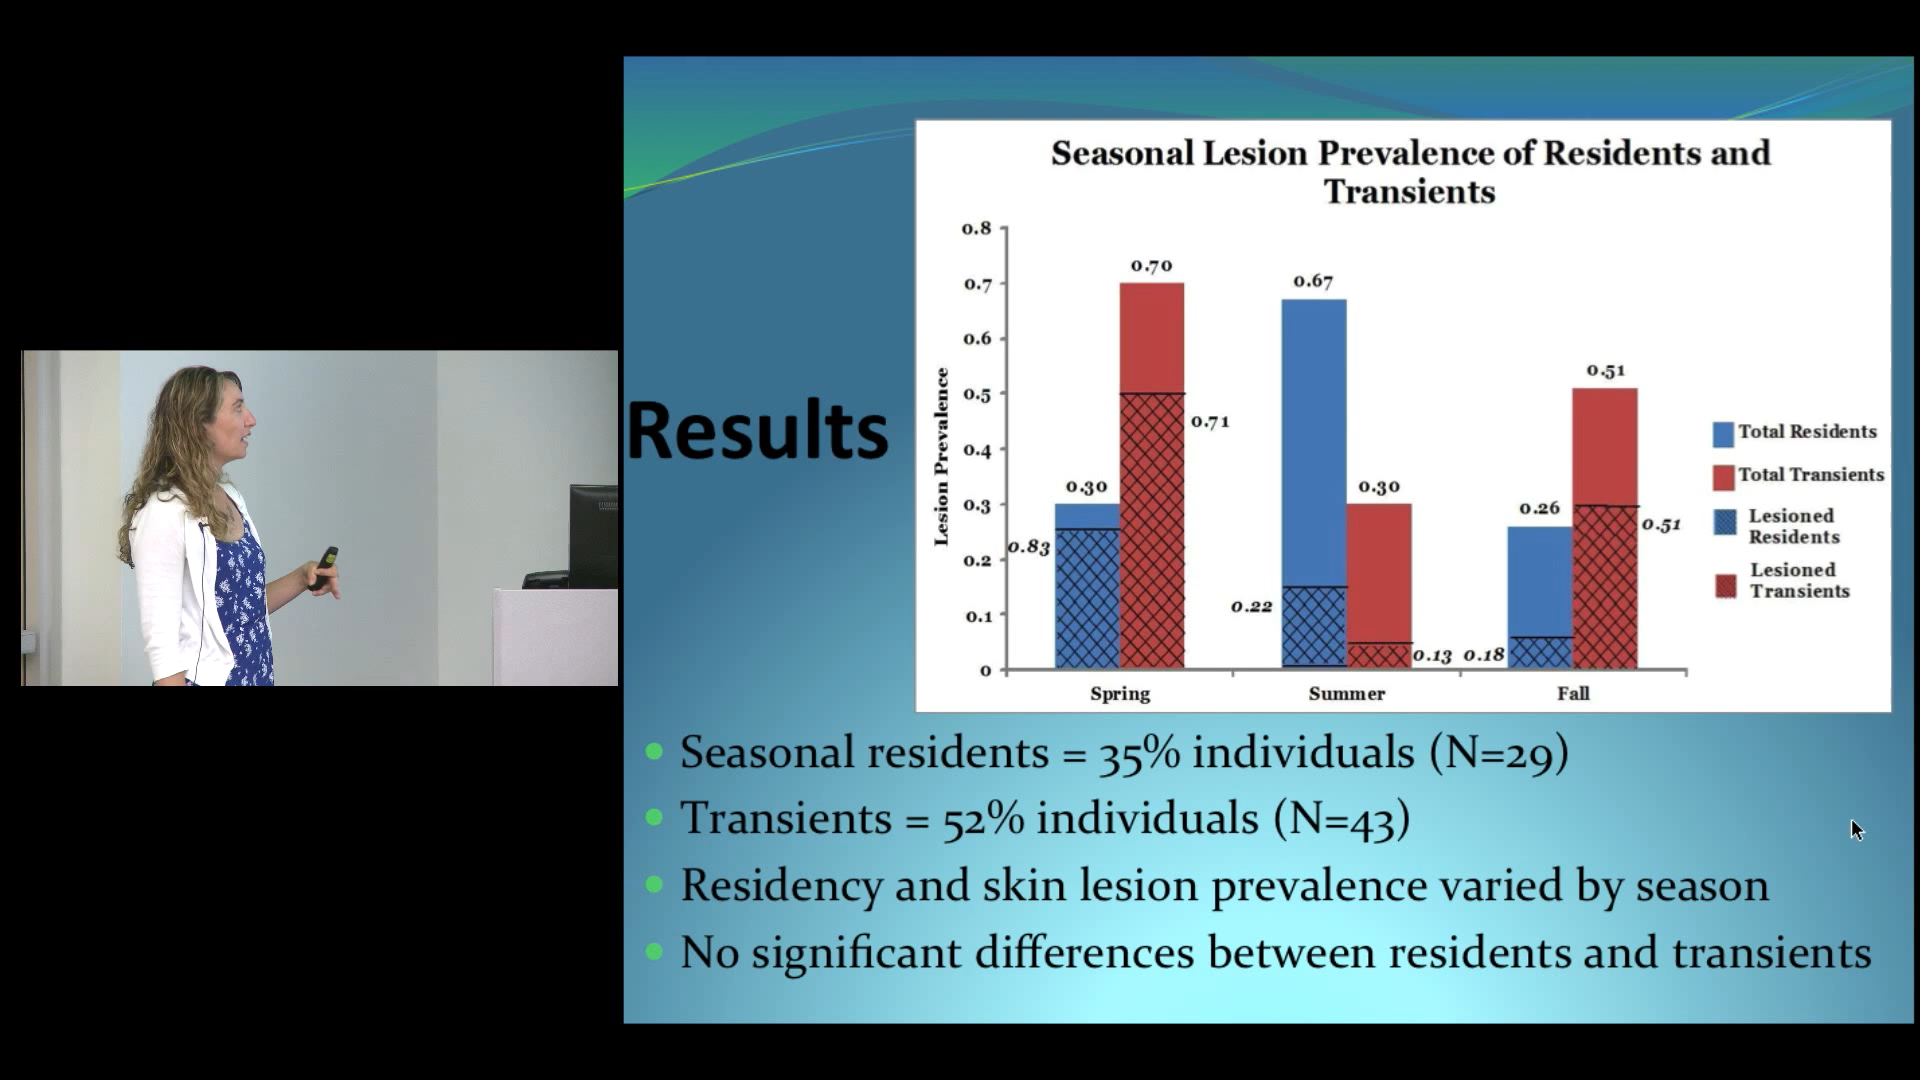 Results
Seasonal Lesion Prevalence of Residents and
Transients
Lesion Prevalence
0.8
0.7
0.6
0.5
0.4
0.3
0.2
0.1
0
0.30
0.83
0.70
0.71
0.67
0.22
0.30
0.13
0.26
0.18
0.51
0.51
Spring
Summer
Fall
Total Residents
Total Transients
Lesioned
Residents
Lesioned
Transients
Seasonal residents = 35% individuals (N=29)
Transients = 52% individuals (N=43)
Residency and skin lesion prevalence varied by season
No significant differences between residents and transients